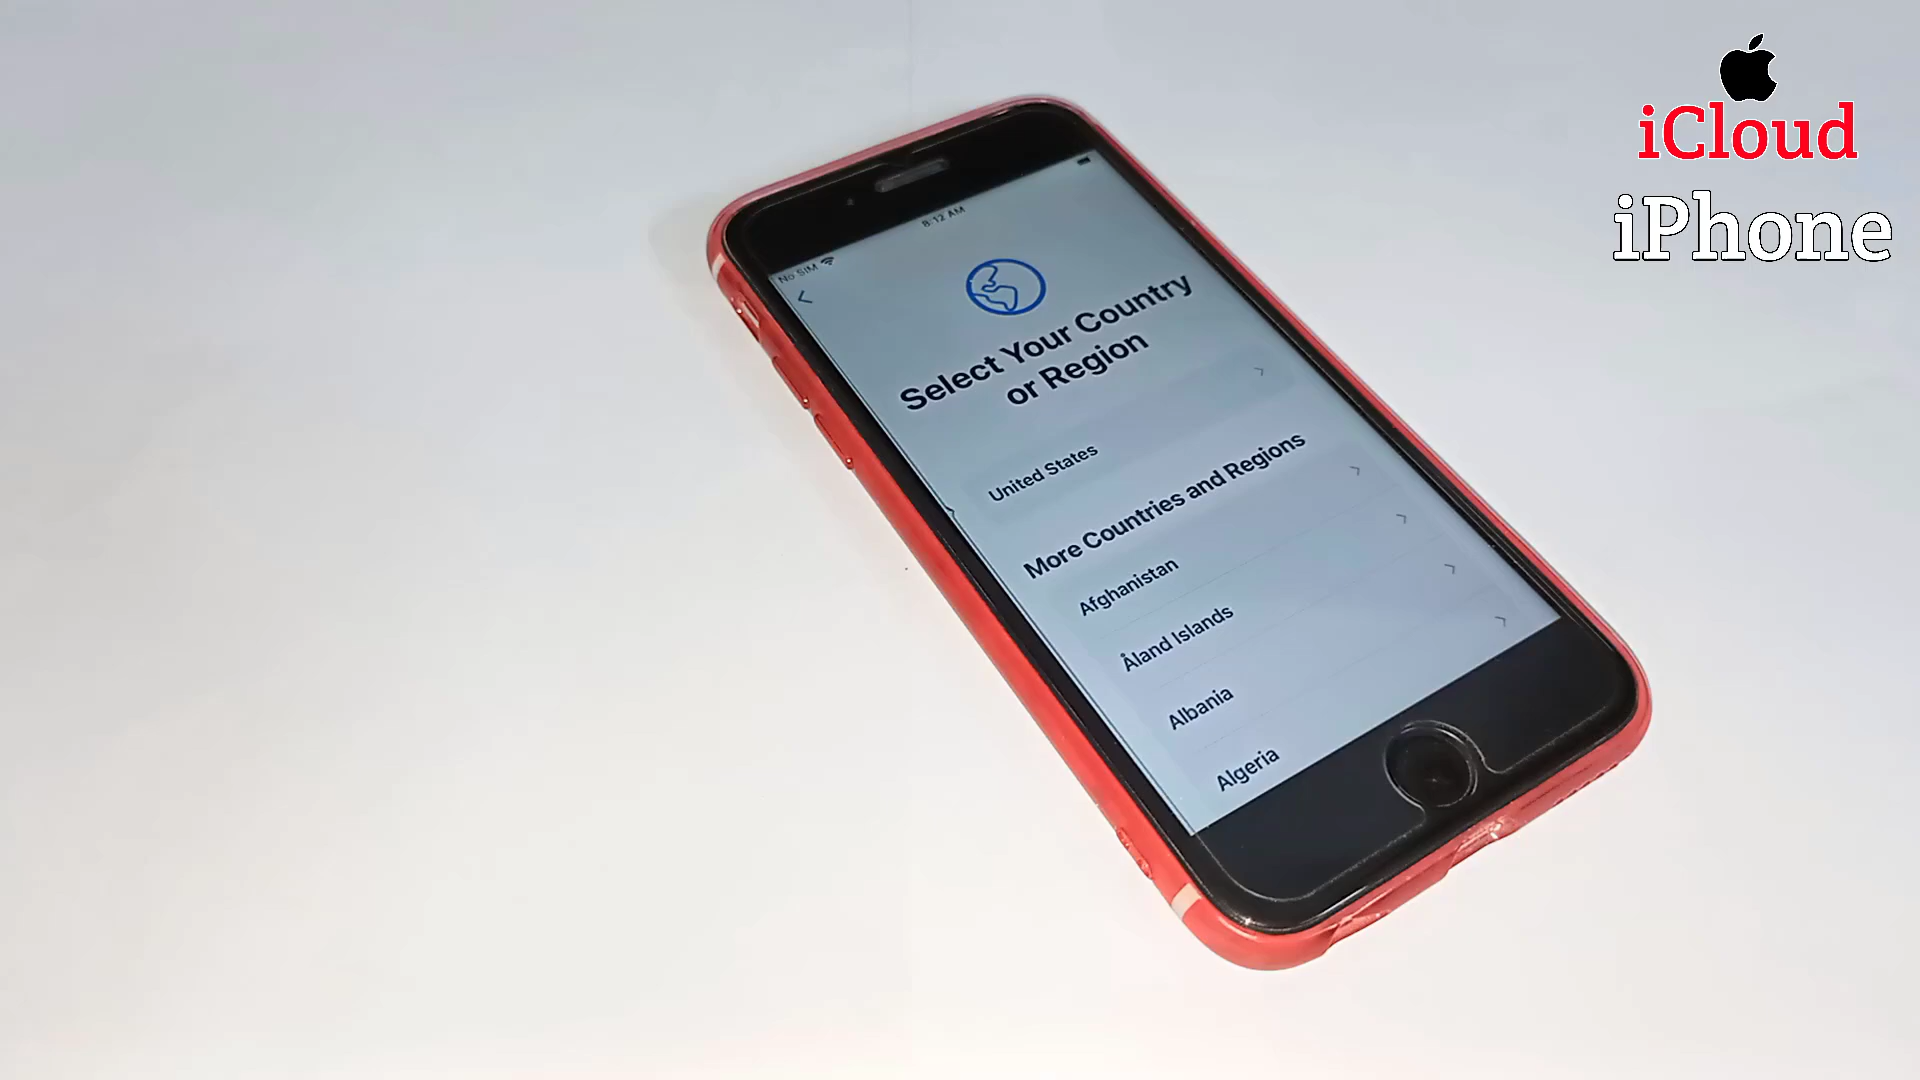 iCloud
iPhone
No SIM
8:12 AM
Select Your Country
or Region
United States
More Countries and Regions
Afghanistan
Åland Islands
Albania
Algeria